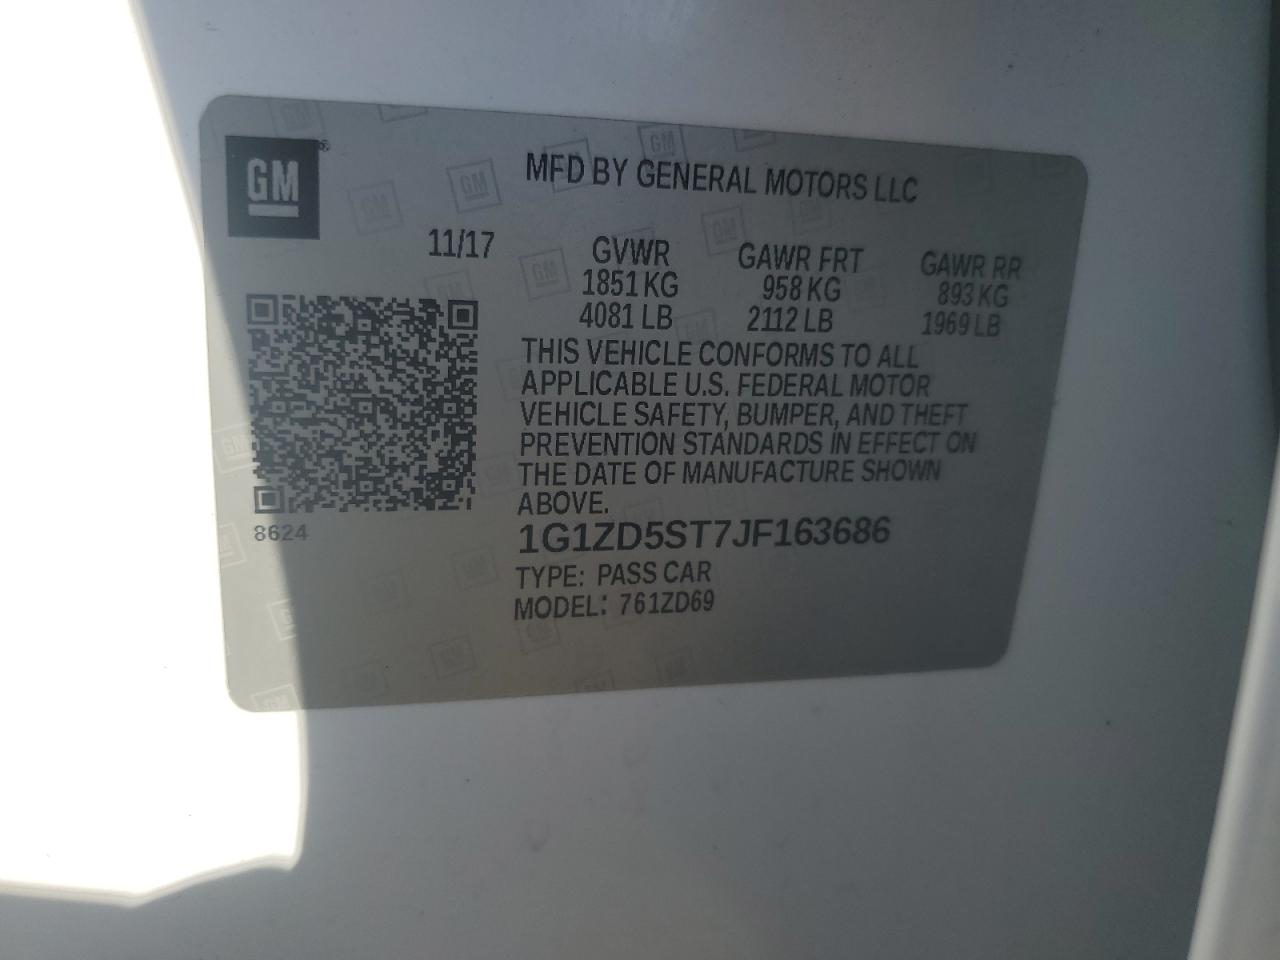 GM®
MFD BY GENERAL MOTORS LLC
11/17
GVWR GAWR FRT GAWR RR
1851 KG 958 KG 893 KG
4081 LB 2112 LB 1969 LB
THIS VEHICLE CONFORMS TO ALL
APPLICABLE U.S. FEDERAL MOTOR
VEHICLE SAFETY, BUMPER, AND THEFT
PREVENTION STANDARDS IN EFFECT ON
THE DATE OF MANUFACTURE SHOWN
ABOVE.
8624
1G1ZD5ST7JF163686
TYPE: PASS CAR
MODEL: 761ZD69